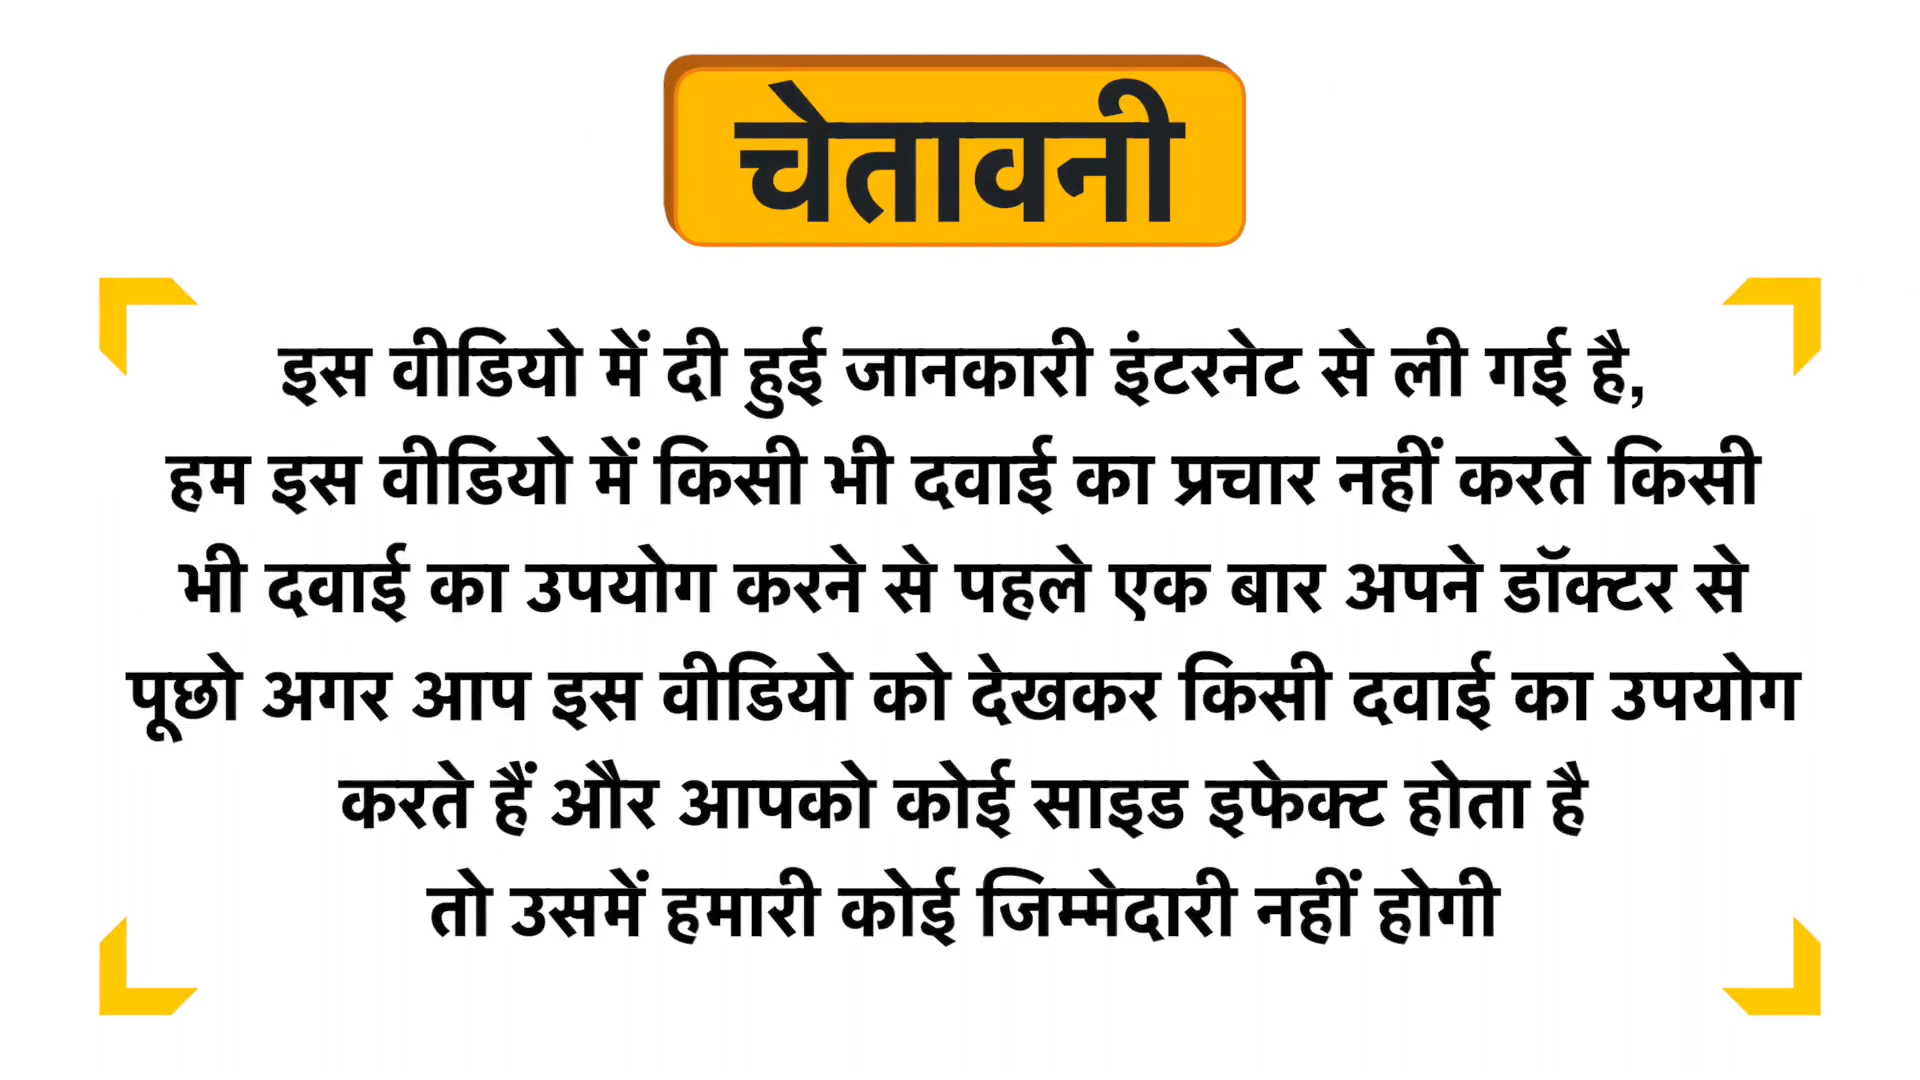 चेतावनी
इस वीडियो में दी हुई जानकारी इंटरनेट से ली गई है,
हम इस वीडियो में किसी भी दवाई का प्रचार नहीं करते किसी
भी दवाई का उपयोग करने से पहले एक बार अपने डॉक्टर से
पूछो अगर आप इस वीडियो को देखकर किसी दवाई का उपयोग
करते हैं और आपको कोई साइड इफेक्ट होता है
तो उसमें हमारी कोई जिम्मेदारी नहीं होगी